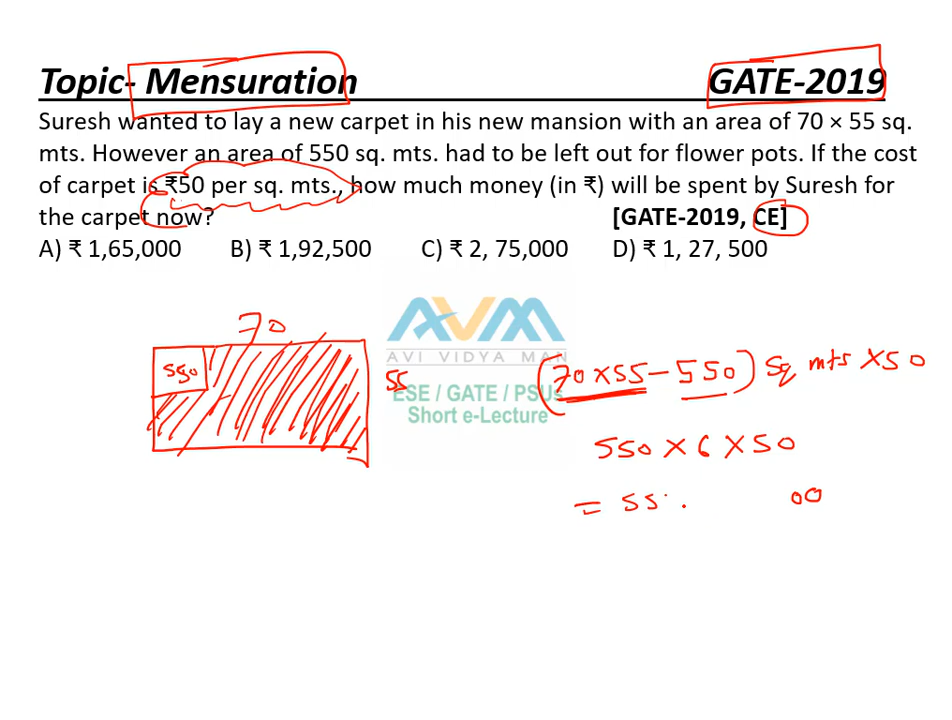 Topic- Mensuration GATE-2019
Suresh wanted to lay a new carpet in his new mansion with an area of 70 × 55 sq.
mts. However an area of 550 sq. mts. had to be left out for flower pots. If the cost
of carpet is ₹50 per sq. mts., how much money (in ₹) will be spent by Suresh for
the carpet now? [GATE-2019, CE]
A) ₹ 1,65,000 B) ₹ 1,92,500 C) ₹ 2, 75,000 D) ₹ 1, 27, 500
AVM
AVI VIDYA MAN
ESE / GATE / PSUs
Short e-Lecture
70
550
55
(70 × 55 – 550) Sq mts × 50
550 × 6 × 50
= 55 00